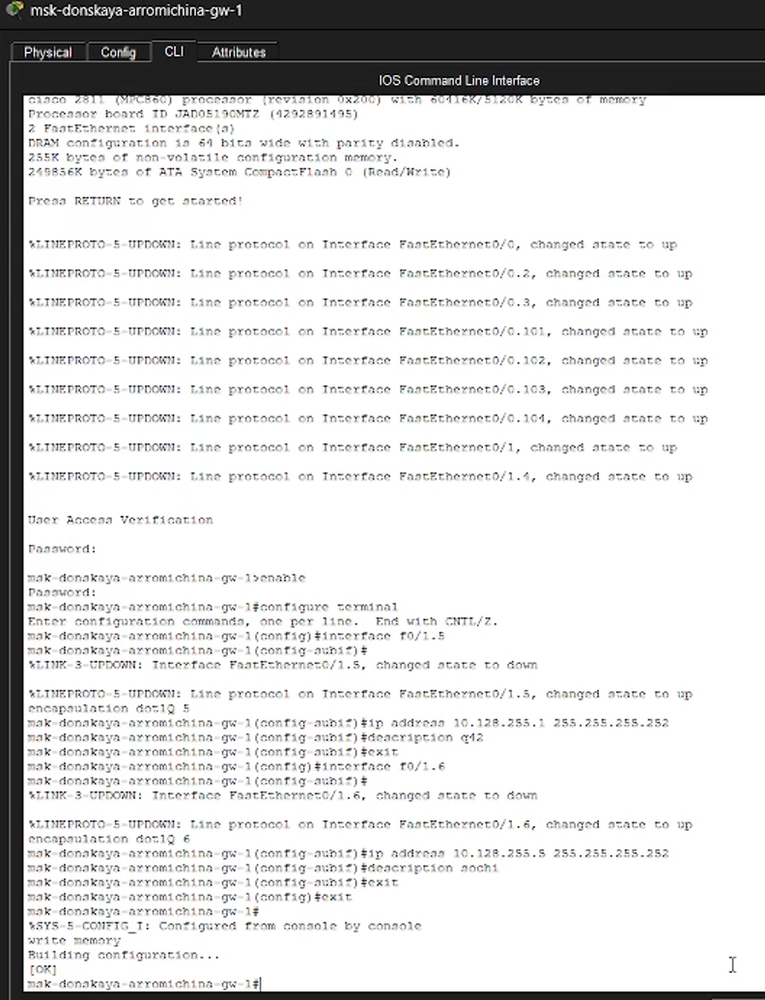 msk-donskaya-arromichina-gw-1
Physical Config CLI Attributes
IOS Command Line Interface
cisco 2811 (MPC860) processor (revision 0x200) with 60416K/5120K bytes of memory
Processor board ID JAD05190MTZ (4292891495)
2 FastEthernet interface(s)
DRAM configuration is 64 bits wide with parity disabled.
255K bytes of non-volatile configuration memory.
249856K bytes of ATA System CompactFlash 0 (Read/Write)
Press RETURN to get started!
%LINEPROTO-5-UPDOWN: Line protocol on Interface FastEthernet0/0, changed state to up
%LINEPROTO-5-UPDOWN: Line protocol on Interface FastEthernet0/0.2, changed state to up
%LINEPROTO-5-UPDOWN: Line protocol on Interface FastEthernet0/0.3, changed state to up
%LINEPROTO-5-UPDOWN: Line protocol on Interface FastEthernet0/0.101, changed state to up
%LINEPROTO-5-UPDOWN: Line protocol on Interface FastEthernet0/0.102, changed state to up
%LINEPROTO-5-UPDOWN: Line protocol on Interface FastEthernet0/0.103, changed state to up
%LINEPROTO-5-UPDOWN: Line protocol on Interface FastEthernet0/0.104, changed state to up
%LINEPROTO-5-UPDOWN: Line protocol on Interface FastEthernet0/1, changed state to up
%LINEPROTO-5-UPDOWN: Line protocol on Interface FastEthernet0/1.4, changed state to up
User Access Verification
Password:
msk-donskaya-arromichina-gw-1>enable
Password:
msk-donskaya-arromichina-gw-1#configure terminal
Enter configuration commands, one per line. End with CNTL/Z.
msk-donskaya-arromichina-gw-1(config)#interface f0/1.5
msk-donskaya-arromichina-gw-1(config-subif)#
%LINK-3-UPDOWN: Interface FastEthernet0/1.5, changed state to down
%LINEPROTO-5-UPDOWN: Line protocol on Interface FastEthernet0/1.5, changed state to up
encapsulation dot1Q 5
msk-donskaya-arromichina-gw-1(config-subif)#ip address 10.128.255.1 255.255.255.252
msk-donskaya-arromichina-gw-1(config-subif)#description q42
msk-donskaya-arromichina-gw-1(config-subif)#exit
msk-donskaya-arromichina-gw-1(config)#interface f0/1.6
msk-donskaya-arromichina-gw-1(config-subif)#
%LINK-3-UPDOWN: Interface FastEthernet0/1.6, changed state to down
%LINEPROTO-5-UPDOWN: Line protocol on Interface FastEthernet0/1.6, changed state to up
encapsulation dot1Q 6
msk-donskaya-arromichina-gw-1(config-subif)#ip address 10.128.255.5 255.255.255.252
msk-donskaya-arromichina-gw-1(config-subif)#description sochi
msk-donskaya-arromichina-gw-1(config-subif)#exit
msk-donskaya-arromichina-gw-1(config)#exit
msk-donskaya-arromichina-gw-1#
%SYS-5-CONFIG_I: Configured from console by console
write memory
Building configuration...
[OK]
msk-donskaya-arromichina-gw-1#